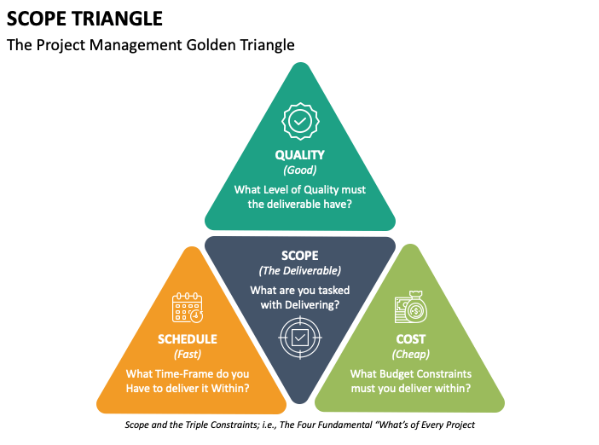 SCOPE TRIANGLE
The Project Management Golden Triangle
QUALITY
(Good)
What Level of Quality must
the deliverable have?
SCOPE
(The Deliverable)
What are you tasked
with Delivering?
SCHEDULE
(Fast)
What Time-Frame do you
Have to deliver it Within?
COST
(Cheap)
What Budget Constraints
must you deliver within?
Scope and the Triple Constraints; i.e., The Four Fundamental “What’s of Every Project